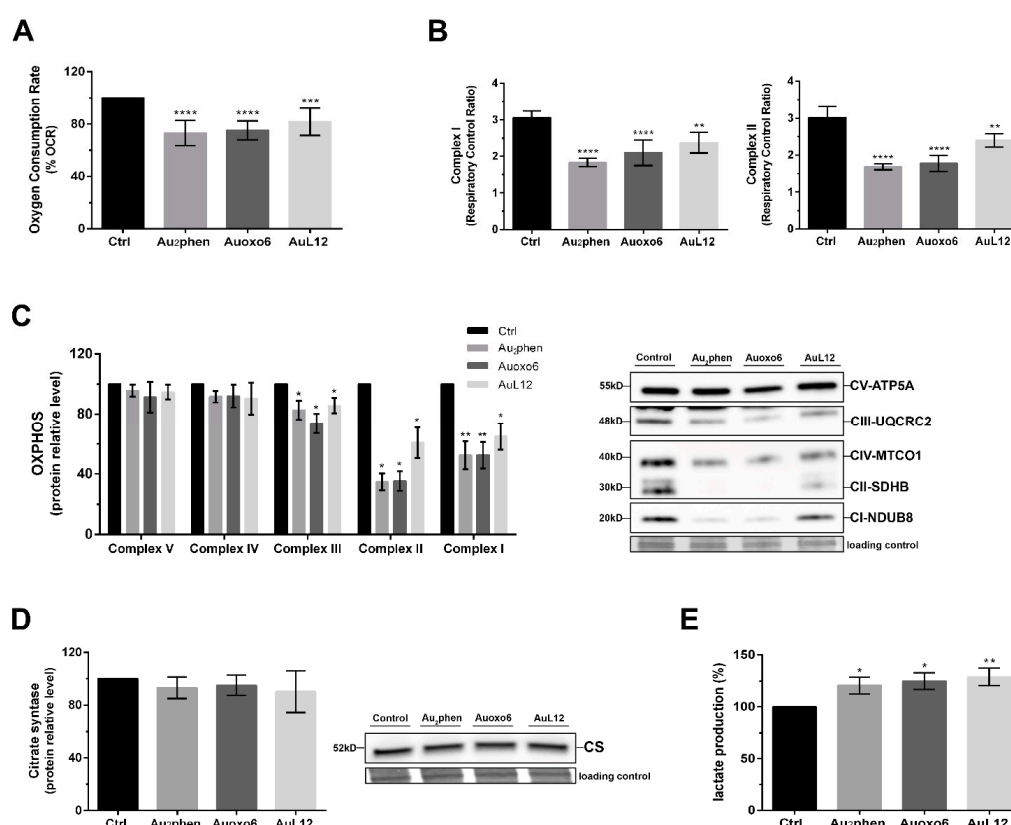 A
Oxygen Consumption Rate
(% OCR)
120
80
40
0
****
****
***
Ctrl
Au₂phen
Auoxo6
AuL12
B
Complex I
(Respiratory Control Ratio)
4
3
2
1
0
****
****
**
Ctrl
Au₂phen
Auoxo6
AuL12
Complex II
(Respiratory Control Ratio)
4
3
2
1
0
****
****
**
Ctrl
Au₂phen
Auoxo6
AuL12
C
OXPHOS
(protein relative level)
120
80
40
0
Ctrl
Au₂phen
Auoxo6
AuL12
* * *
* * *
** ** *
Complex V
Complex IV
Complex III
Complex II
Complex I
Control
Au₂phen
Auoxo6
AuL12
55kD
CV-ATP5A
48kD
CIII-UQCRC2
40kD
CIV-MTCO1
30kD
CII-SDHB
20kD
CI-NDUB8
loading control
D
Citrate syntase
(protein relative level)
120
80
40
0
Ctrl
Au₂phen
Auoxo6
AuL12
Control
Au₂phen
Auoxo6
AuL12
52kD
CS
loading control
E
lactate production (%)
150
125
100
75
50
25
0
*
*
**
Ctrl
Au₂phen
Auoxo6
AuL12